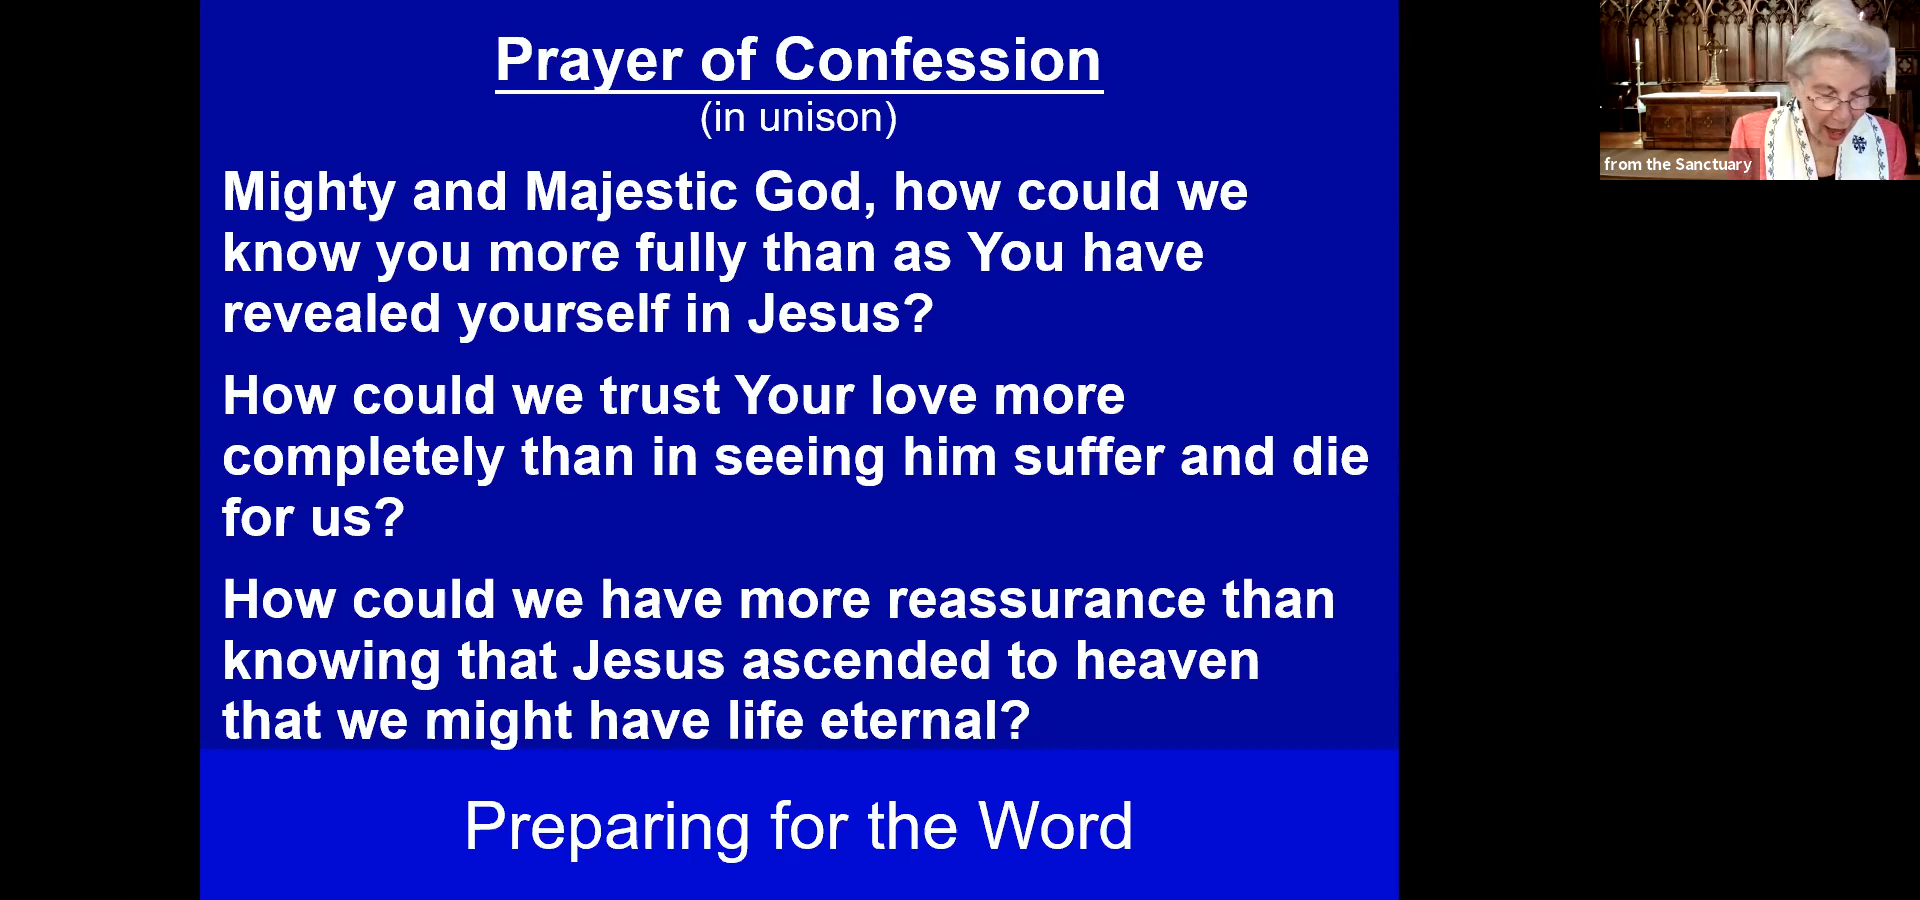 Prayer of Confession
(in unison)
Mighty and Majestic God, how could we
know you more fully than as You have
revealed yourself in Jesus?
How could we trust Your love more
completely than in seeing him suffer and die
for us?
How could we have more reassurance than
knowing that Jesus ascended to heaven
that we might have life eternal?
Preparing for the Word
from the Sanctuary